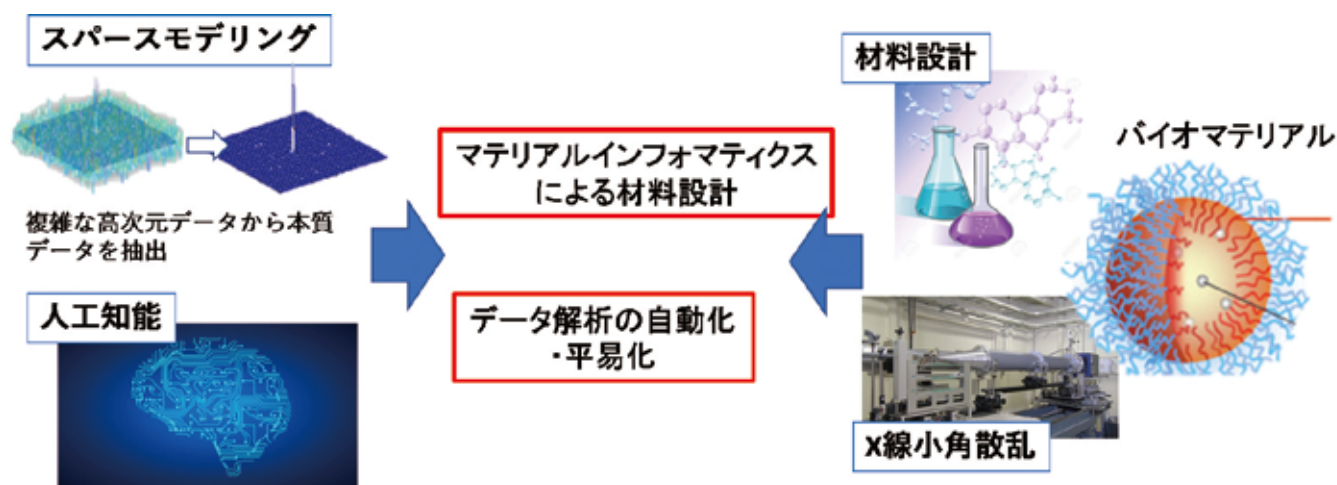 スパースモデリング
複雑な高次元データから本質
データを抽出
人工知能
マテリアルインフォマティクス
による材料設計
データ解析の自動化
・平易化
材料設計
バイオマテリアル
X線小角散乱